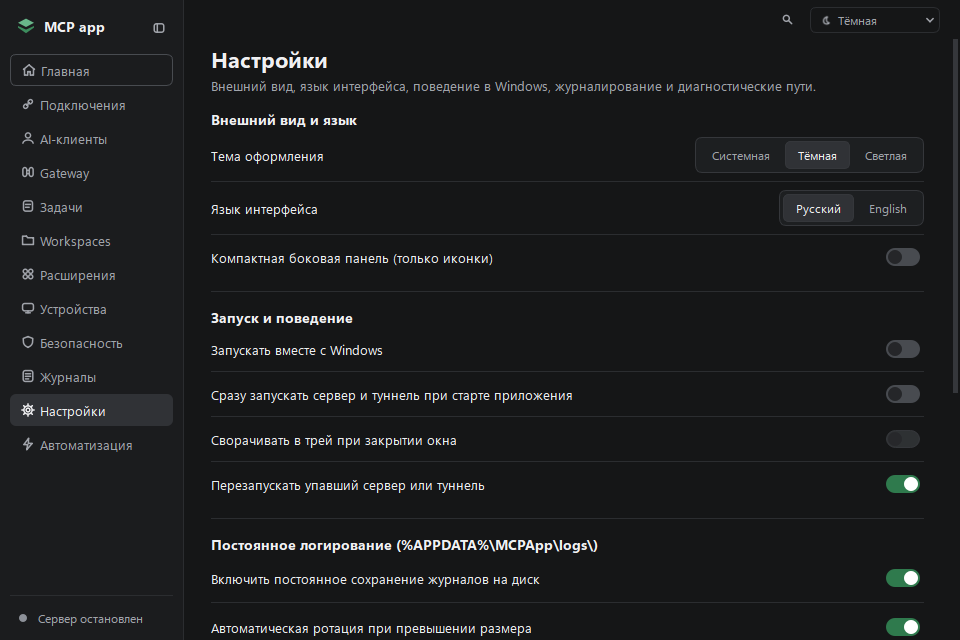 MCP app
Главная
Подключения
AI-клиенты
Gateway
Задачи
Workspaces
Расширения
Устройства
Безопасность
Журналы
Настройки
Автоматизация
Сервер остановлен
Тёмная
Настройки
Внешний вид, язык интерфейса, поведение в Windows, журналирование и диагностические пути.
Внешний вид и язык
Тема оформления
Системная Тёмная Светлая
Язык интерфейса
Русский English
Компактная боковая панель (только иконки)
Запуск и поведение
Запускать вместе с Windows
Сразу запускать сервер и туннель при старте приложения
Сворачивать в трей при закрытии окна
Перезапускать упавший сервер или туннель
Постоянное логирование (%APPDATA%\MCPApp\logs\)
Включить постоянное сохранение журналов на диск
Автоматическая ротация при превышении размера